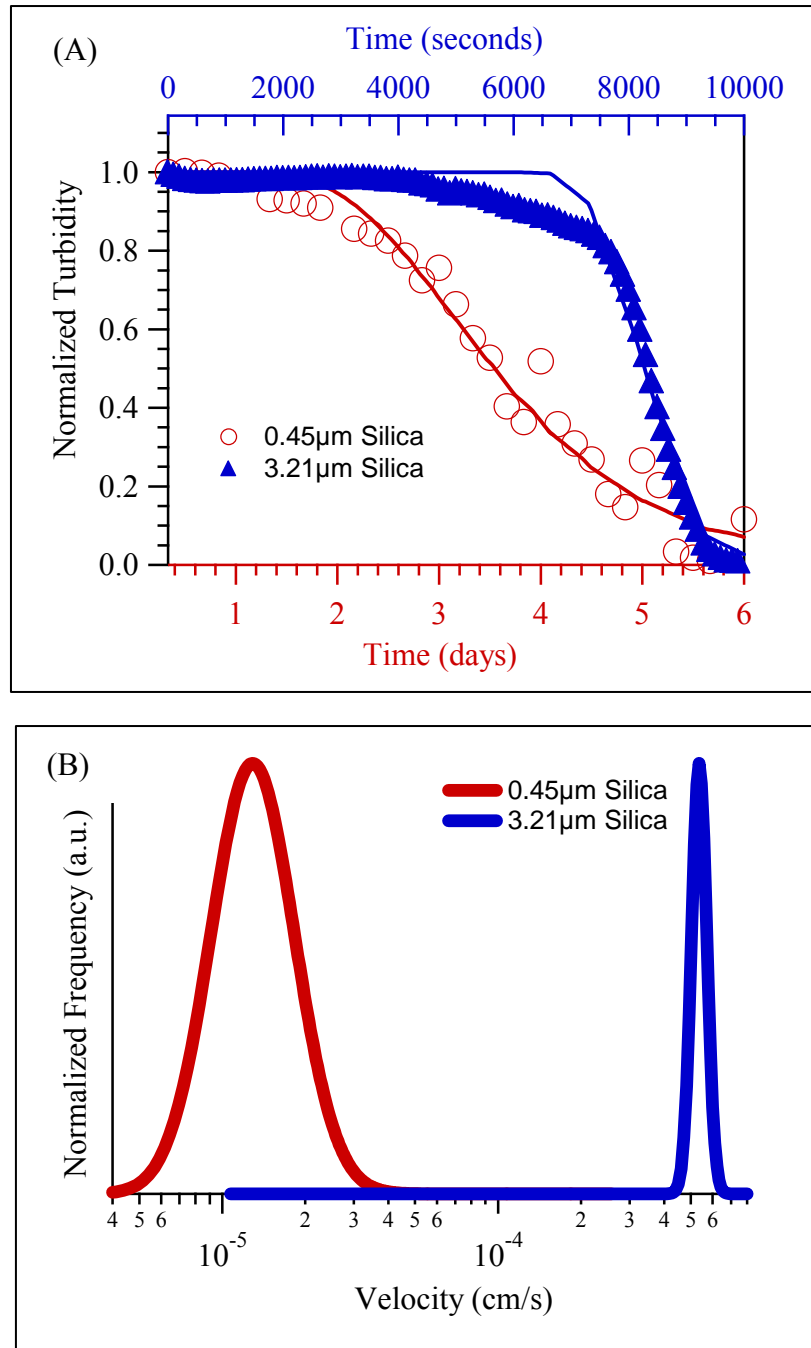 (A)
Time (seconds)
0 2000 4000 6000 8000 10000
Normalized Turbidity
1.0
0.8
0.6
0.4
0.2
0.0
0.45µm Silica
3.21µm Silica
1 2 3 4 5 6
Time (days)
(B)
Normalized Frequency (a.u.)
0.45µm Silica
3.21µm Silica
4 5 6 2 3 4 5 6 2 3 4 5 6
10-5 10-4
Velocity (cm/s)